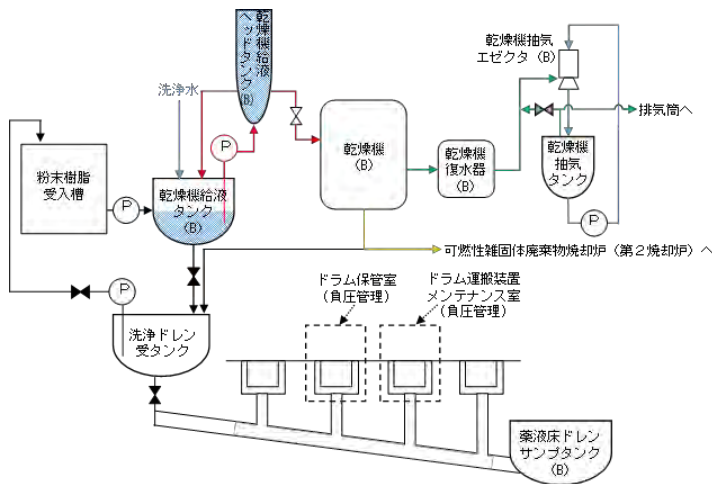 乾燥機給液
ヘッドタンク
(B)
洗浄水
乾燥機抽気
エゼクタ (B)
排気筒へ
粉末樹脂
受入槽
P
乾燥機給液
タンク
(B)
P
乾燥機
(B)
乾燥機
復水器
(B)
乾燥機
抽気
タンク
P
可燃性雑固体廃棄物焼却炉（第２焼却炉）へ
P
洗浄ドレン
受タンク
ドラム保管室
(負圧管理)
ドラム運搬装置
メンテナンス室
(負圧管理)
薬液床ドレン
サンプタンク
(B)